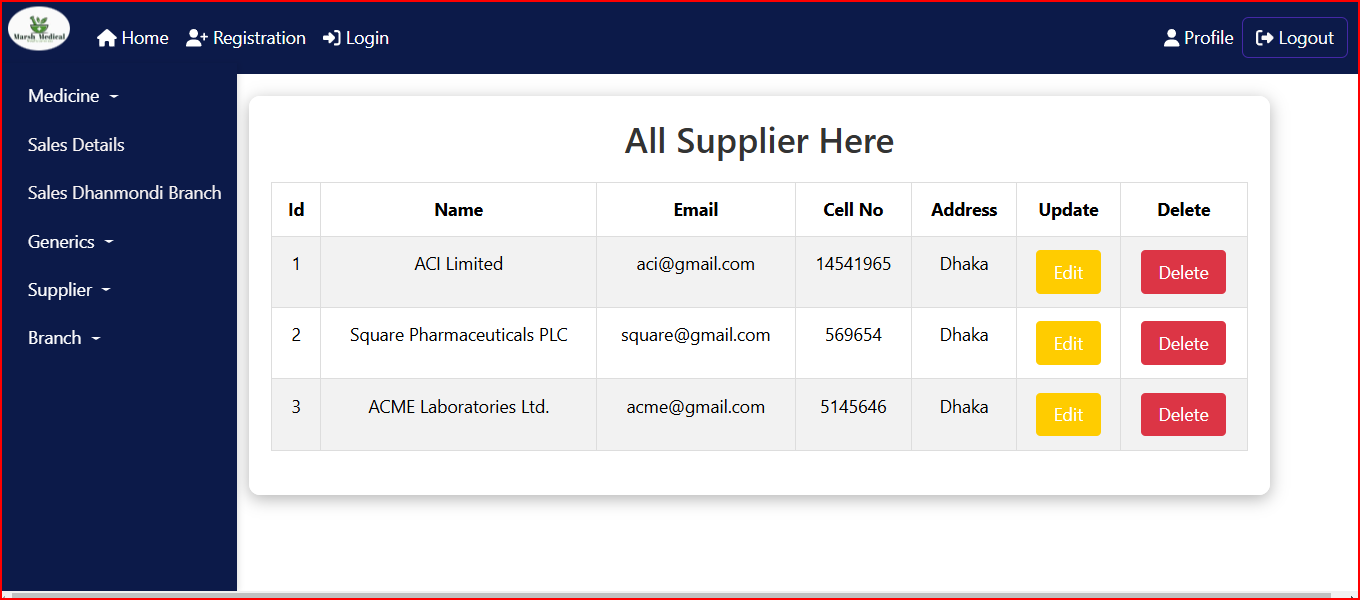 Marsh Medical
Home Registration Login Profile Logout
Medicine
Sales Details
Sales Dhanmondi Branch
Generics
Supplier
Branch
All Supplier Here
Id Name Email Cell No Address Update Delete
1 ACI Limited aci@gmail.com 14541965 Dhaka Edit Delete
2 Square Pharmaceuticals PLC square@gmail.com 569654 Dhaka Edit Delete
3 ACME Laboratories Ltd. acme@gmail.com 5145646 Dhaka Edit Delete